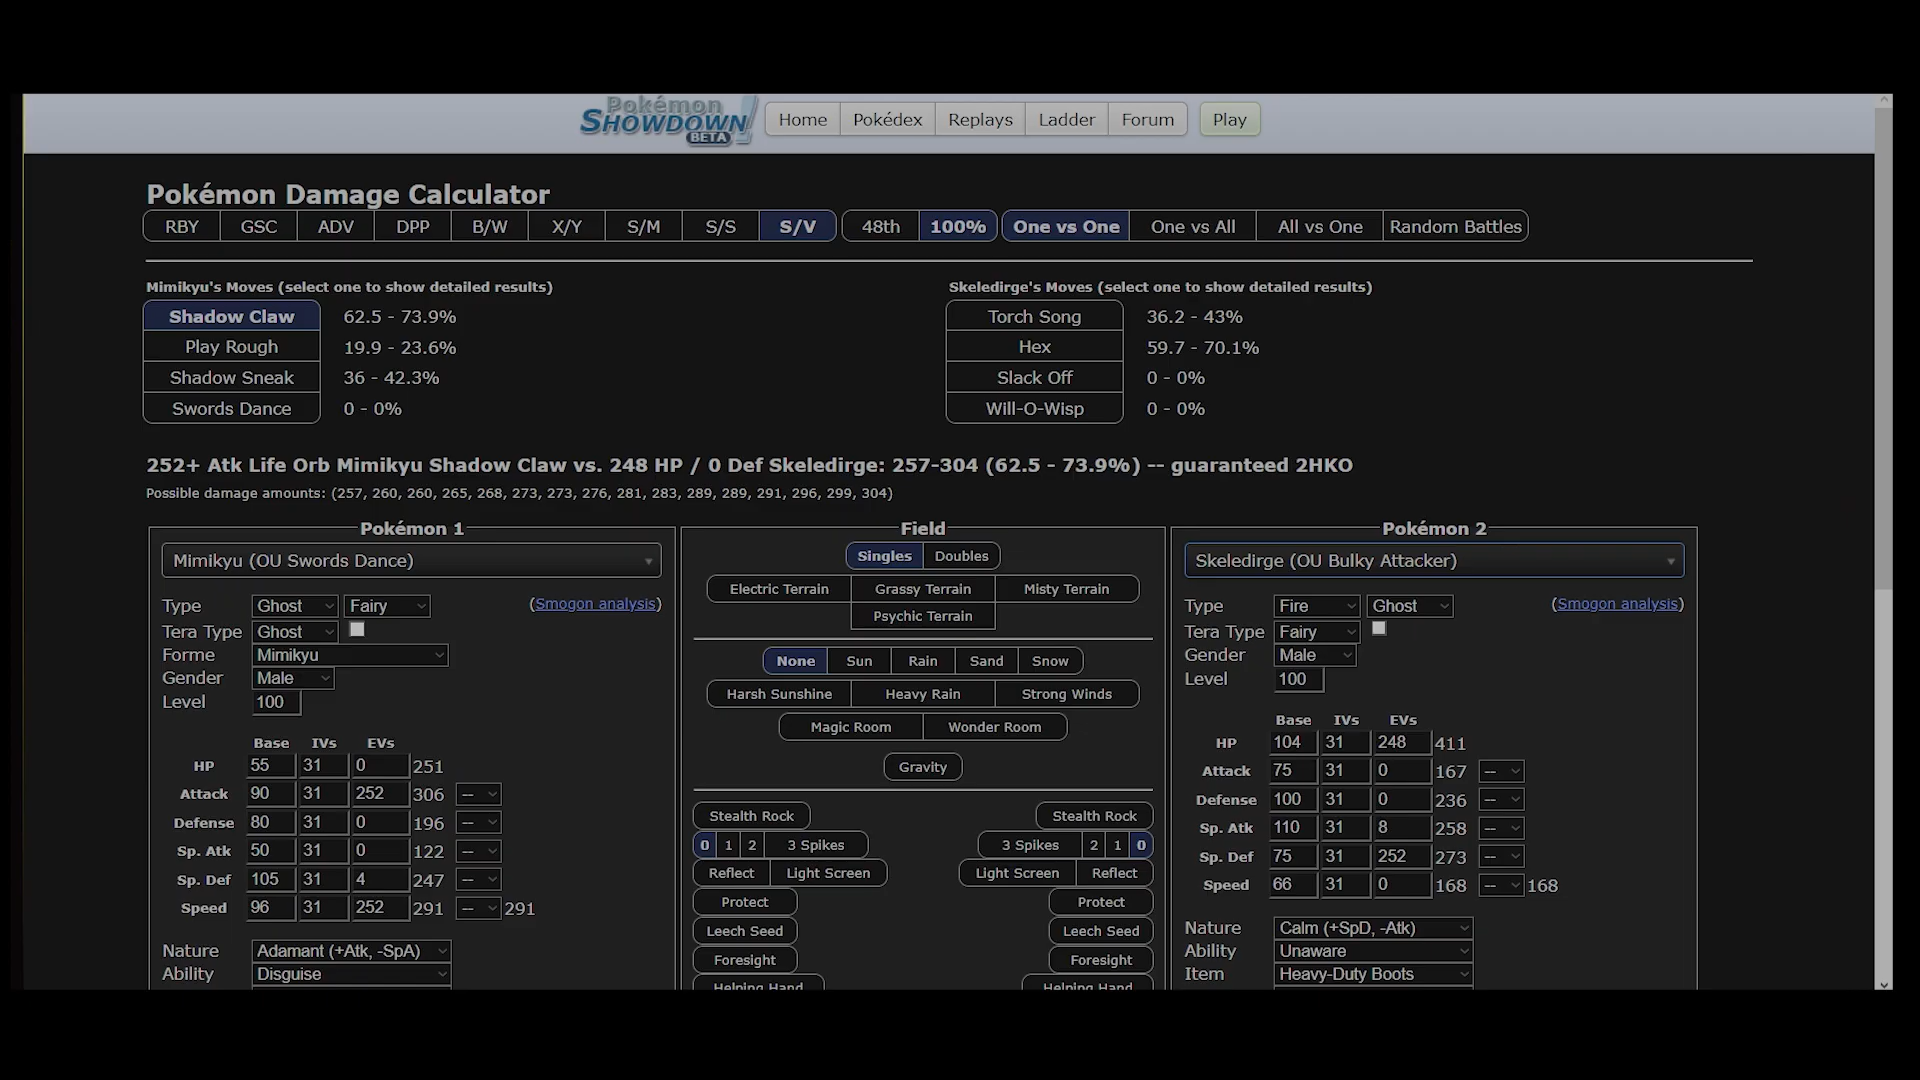 Pokémon
SHOWDOWN!
BETA
Home Pokédex Replays Ladder Forum Play
Pokémon Damage Calculator
RBY GSC ADV DPP B/W X/Y S/M S/S S/V 48th 100% One vs One One vs All All vs One Random Battles
Mimikyu's Moves (select one to show detailed results)
Shadow Claw 62.5 - 73.9%
Play Rough 19.9 - 23.6%
Shadow Sneak 36 - 42.3%
Swords Dance 0 - 0%
Skeledirge's Moves (select one to show detailed results)
Torch Song 36.2 - 43%
Hex 59.7 - 70.1%
Slack Off 0 - 0%
Will-O-Wisp 0 - 0%
252+ Atk Life Orb Mimikyu Shadow Claw vs. 248 HP / 0 Def Skeledirge: 257-304 (62.5 - 73.9%) -- guaranteed 2HKO
Possible damage amounts: (257, 260, 260, 265, 268, 273, 273, 276, 281, 283, 289, 289, 291, 296, 299, 304)
Pokémon 1
Mimikyu (OU Swords Dance)
Type Ghost Fairy (Smogon analysis)
Tera Type Ghost
Forme Mimikyu
Gender Male
Level 100
Base IVs EVs
HP 55 31 0 251
Attack 90 31 252 306 --
Defense 80 31 0 196 --
Sp. Atk 50 31 0 122 --
Sp. Def 105 31 4 247 --
Speed 96 31 252 291 -- 291
Nature Adamant (+Atk, -SpA)
Ability Disguise
Field
Singles Doubles
Electric Terrain Grassy Terrain Misty Terrain
Psychic Terrain
None Sun Rain Sand Snow
Harsh Sunshine Heavy Rain Strong Winds
Magic Room Wonder Room
Gravity
Stealth Rock Stealth Rock
0 1 2 3 Spikes 3 Spikes 2 1 0
Reflect Light Screen Light Screen Reflect
Protect Protect
Leech Seed Leech Seed
Foresight Foresight
Helping Hand Helping Hand
Pokémon 2
Skeledirge (OU Bulky Attacker)
Type Fire Ghost (Smogon analysis)
Tera Type Fairy
Gender Male
Level 100
Base IVs EVs
HP 104 31 248 411
Attack 75 31 0 167 --
Defense 100 31 0 236 --
Sp. Atk 110 31 8 258 --
Sp. Def 75 31 252 273 --
Speed 66 31 0 168 -- 168
Nature Calm (+SpD, -Atk)
Ability Unaware
Item Heavy-Duty Boots